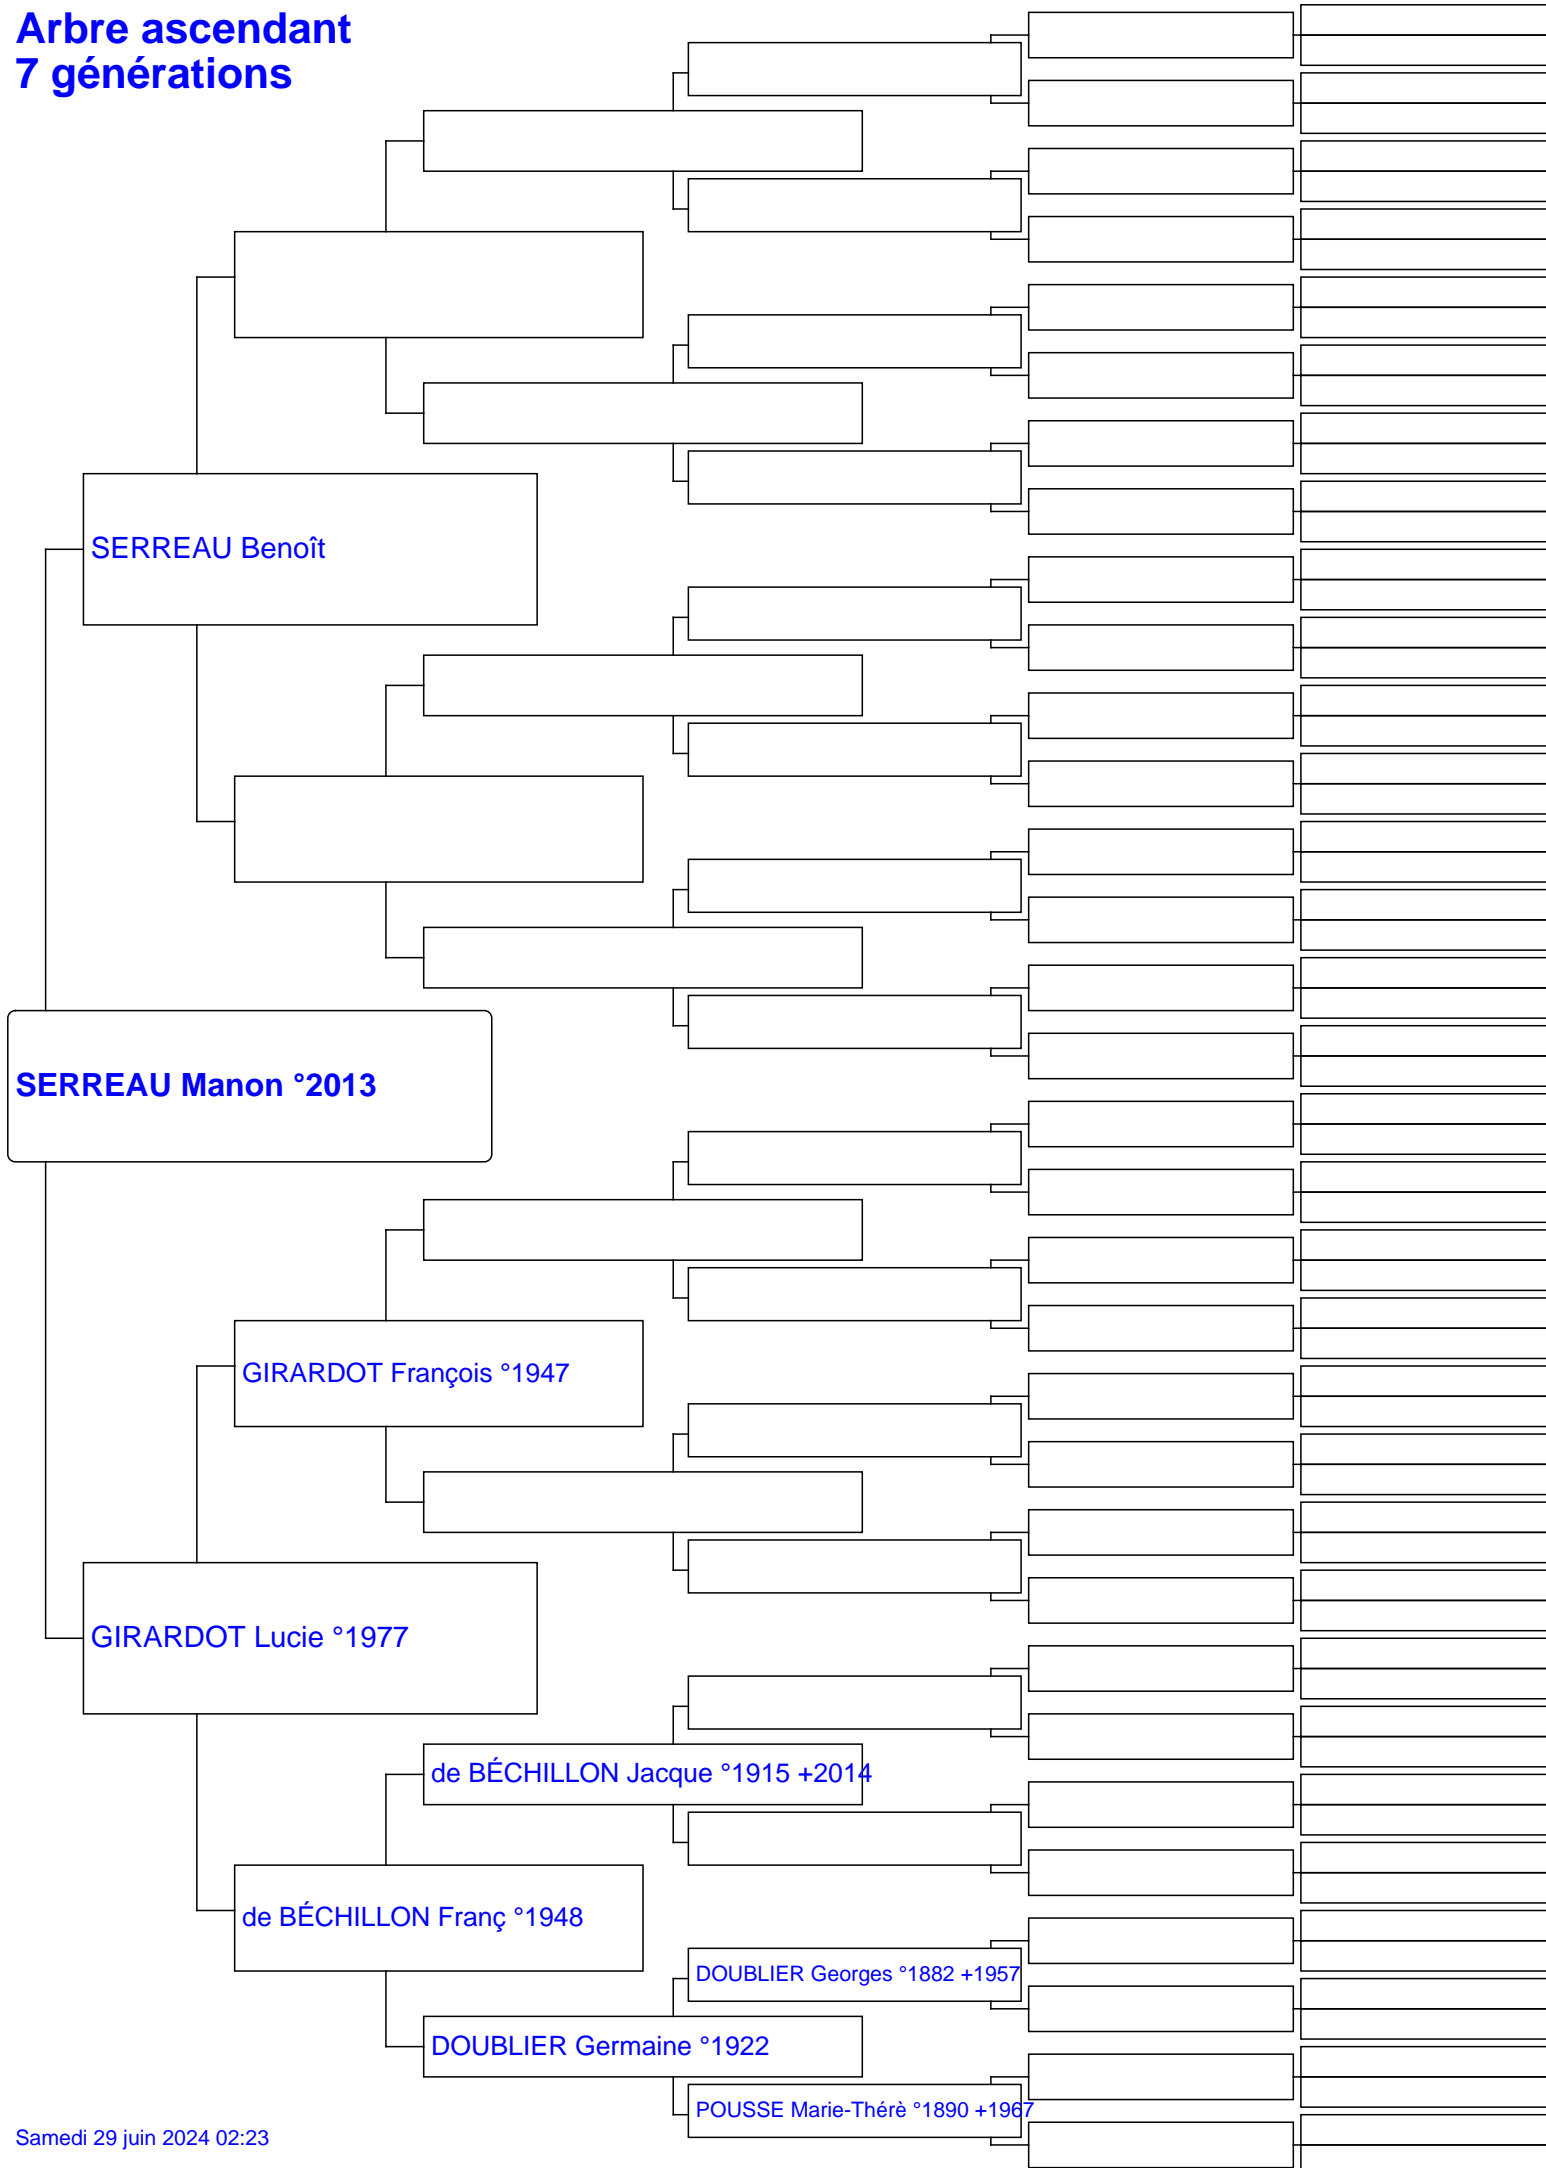 Arbre ascendant
7 générations
SERREAU Benoît
SERREAU Manon °2013
GIRARDOT François °1947
GIRARDOT Lucie °1977
de BÉCHILLON Jacque °1915 +2014
de BÉCHILLON Franç °1948
DOUBLIER Georges °1882 +1957
DOUBLIER Germaine °1922
POUSSE Marie-Thérè °1890 +1967
Samedi 29 juin 2024 02:23